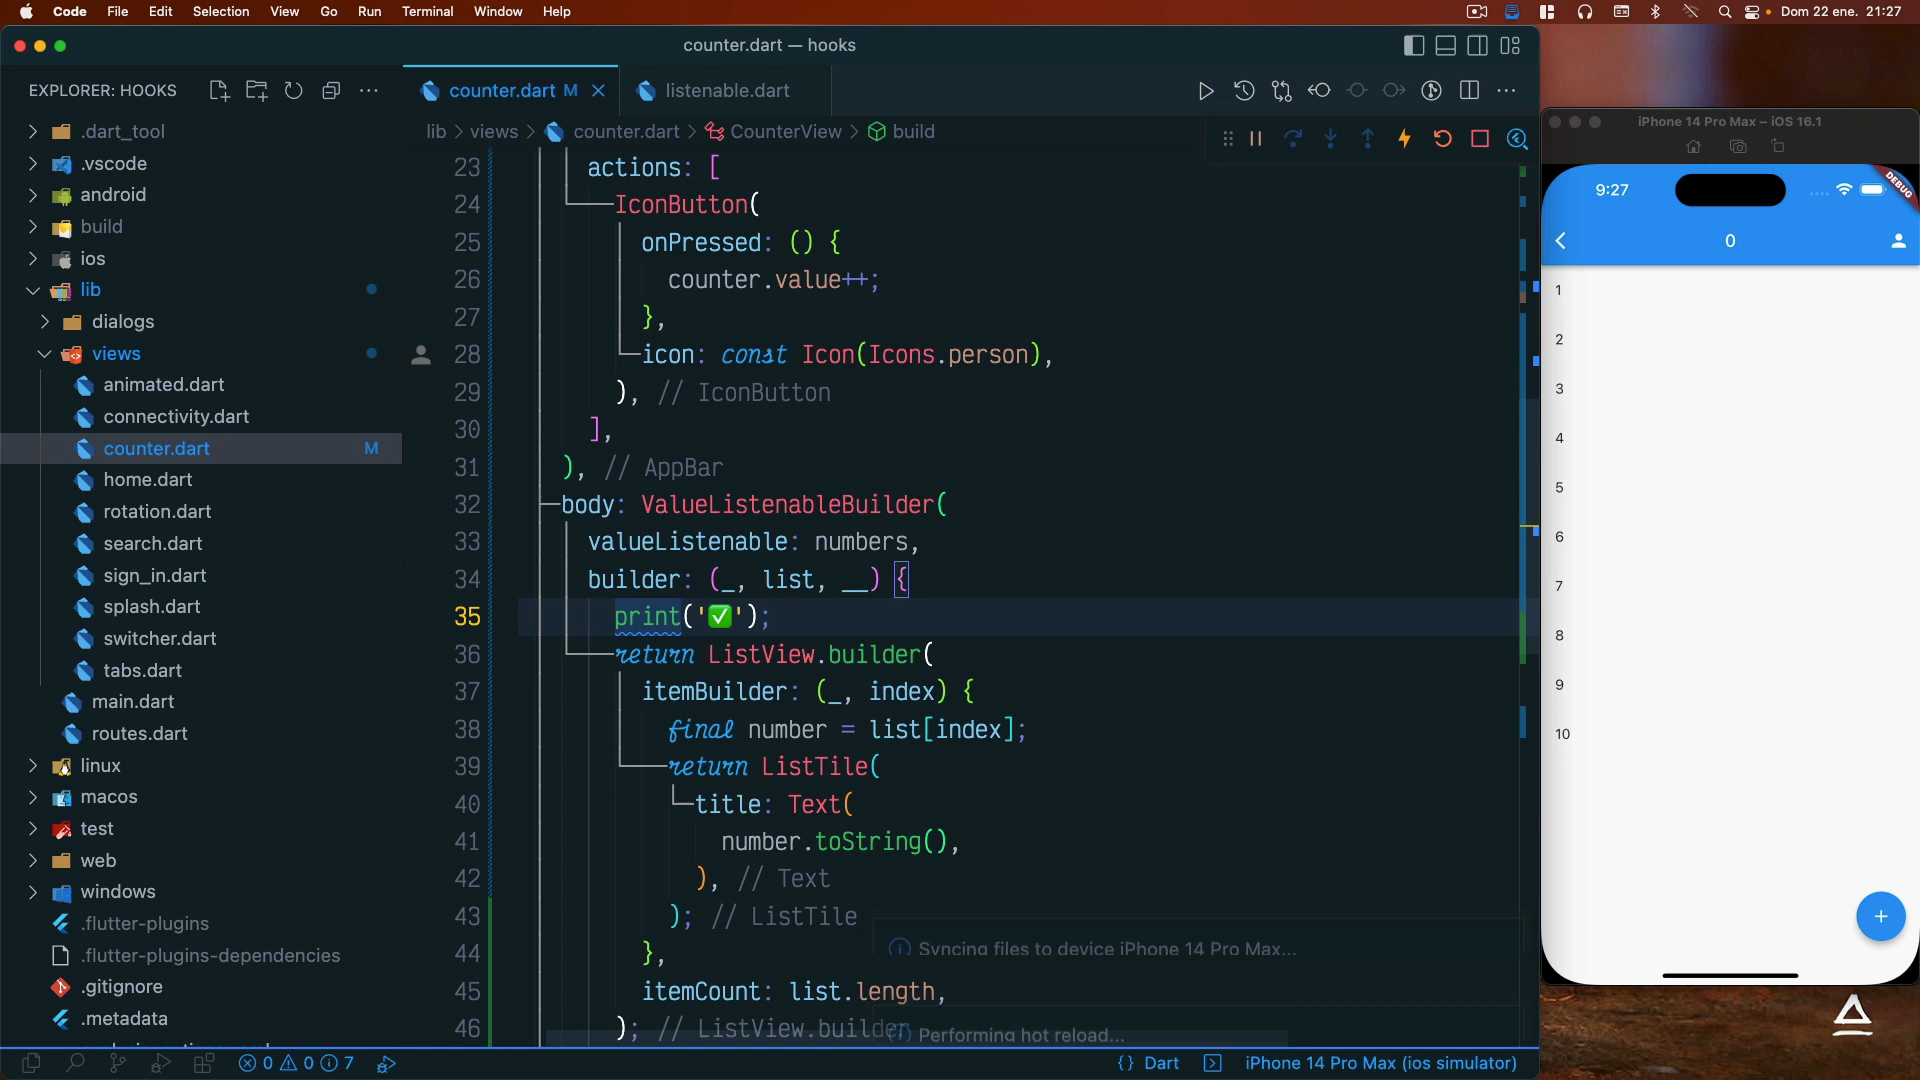 Code File Edit Selection View Go Run Terminal Window Help
Dom 22 ene. 21:27
counter.dart — hooks
EXPLORER: HOOKS
counter.dart M
listenable.dart
lib > views > counter.dart > CounterView > build
.dart_tool
.vscode
android
build
ios
lib
dialogs
views
animated.dart
connectivity.dart
counter.dart M
home.dart
rotation.dart
search.dart
sign_in.dart
splash.dart
switcher.dart
tabs.dart
main.dart
routes.dart
linux
macos
test
web
windows
.flutter-plugins
.flutter-plugins-dependencies
.gitignore
.metadata
23 actions: [
24 IconButton(
25 onPressed: () {
26 counter.value++;
27 },
28 icon: const Icon(Icons.person),
29 ), // IconButton
30 ],
31 ), // AppBar
32 body: ValueListenableBuilder(
33 valueListenable: numbers,
34 builder: (_, list, __) {
35 print('✅');
36 return ListView.builder(
37 itemBuilder: (_, index) {
38 final number = list[index];
39 return ListTile(
40 title: Text(
41 number.toString(),
42 ), // Text
43 ); // ListTile
44 },
45 itemCount: list.length,
46 ); // ListView.builder
Syncing files to device iPhone 14 Pro Max...
Performing hot reload...
0 0 7
{} Dart
iPhone 14 Pro Max (ios simulator)
iPhone 14 Pro Max – iOS 16.1
9:27
DEBUG
0
1
2
3
4
5
6
7
8
9
10
+